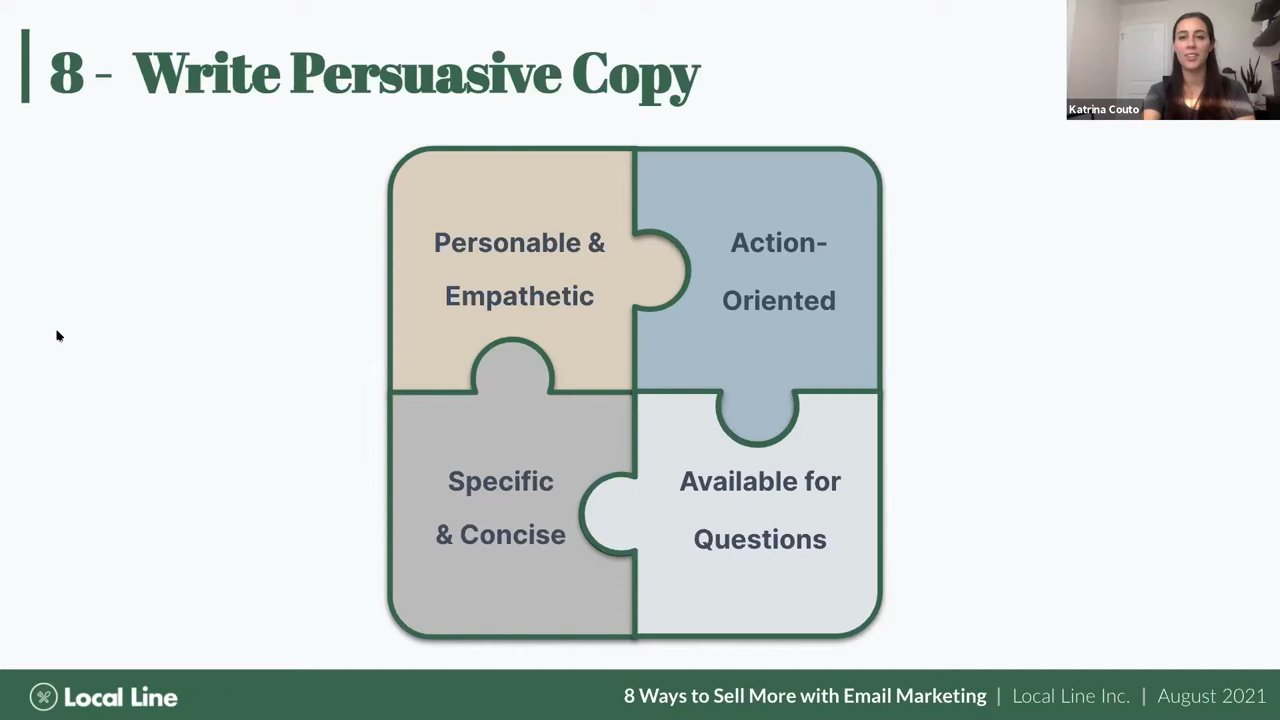 8 - Write Persuasive Copy
Katrina Couto
Personable &
Empathetic
Action-
Oriented
Specific
& Concise
Available for
Questions
Local Line
8 Ways to Sell More with Email Marketing | Local Line Inc. | August 2021